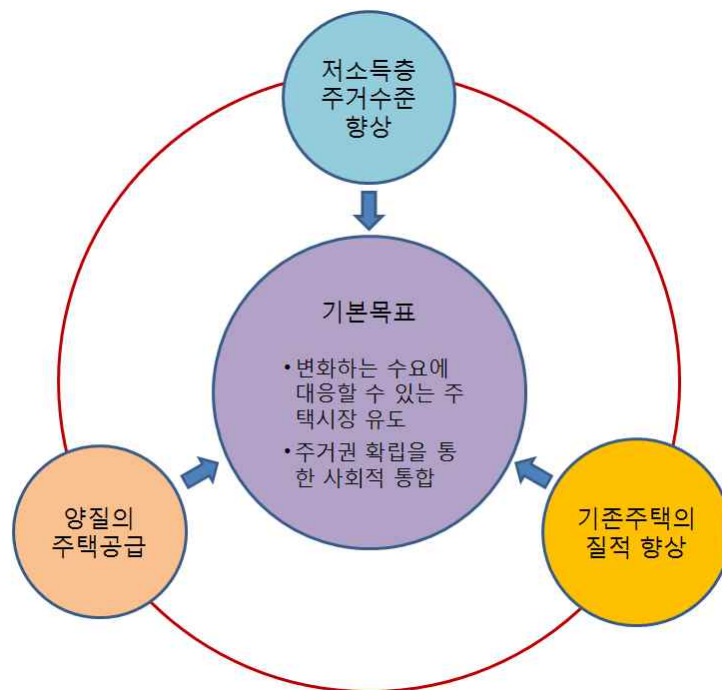 저소득층
주거수준
향상
기본목표
• 변화하는 수요에
대응할 수 있는 주
택시장 유도
• 주거권 확립을 통
한 사회적 통합
양질의
주택공급
기존주택의
질적 향상